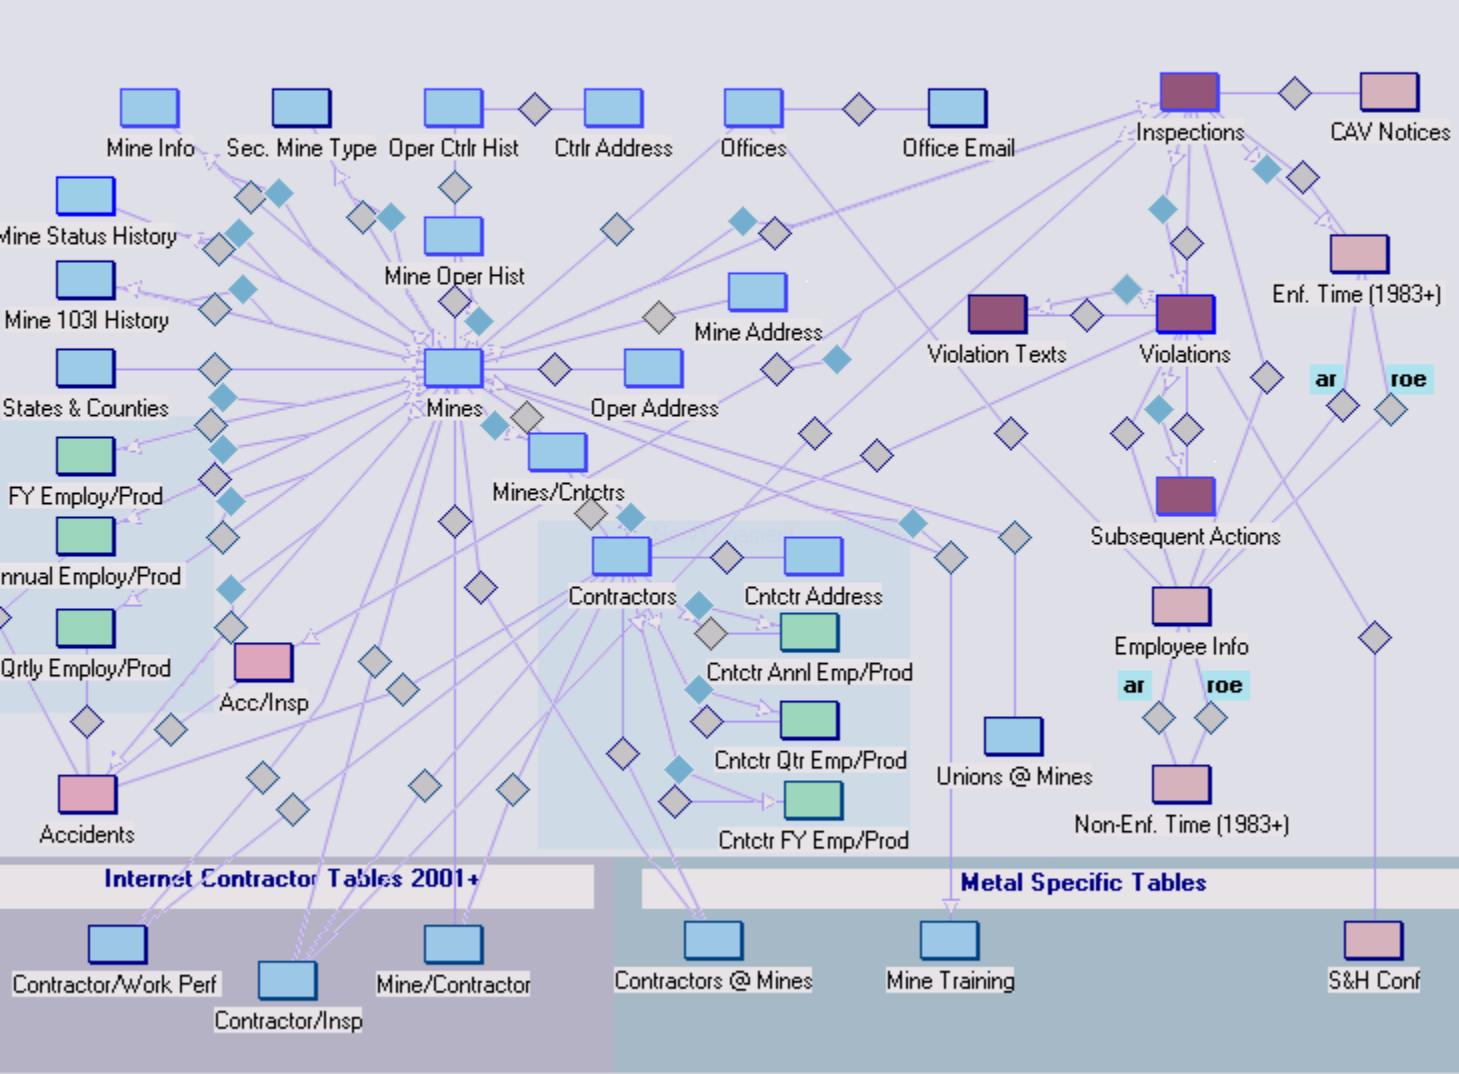 Inspections
CAV Notices
Mine Info
Sec. Mine Type
Oper Ctrlr Hist
Ctrlr Address
Offices
Office Email
Mine Status History
Mine Oper Hist
Enf. Time (1983+)
Mine 103I History
Mine Address
Violation Texts
Violations
ar
roe
States & Counties
Mines
Oper Address
FY Employ/Prod
Mines/Cntctrs
Subsequent Actions
nnual Employ/Prod
Contractors
Cntctr Address
Employee Info
Qrtly Employ/Prod
Acc/Insp
Cntctr Annl Emp/Prod
ar
roe
Cntctr Qtr Emp/Prod
Unions @ Mines
Accidents
Cntctr FY Emp/Prod
Non-Enf. Time (1983+)
Internet Contractor Tables 2001+
Metal Specific Tables
Contractor/Work Perf
Mine/Contractor
Contractors @ Mines
Mine Training
S&H Conf
Contractor/Insp